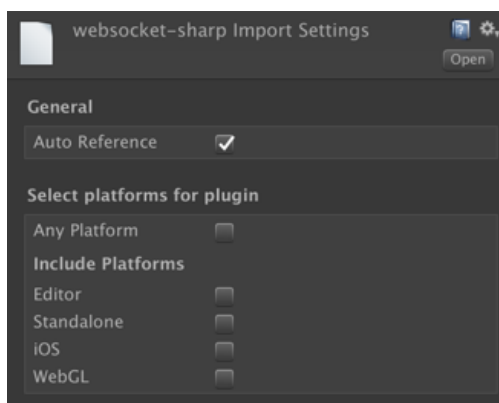 websocket-sharp Import Settings
Open
General
Auto Reference
Select platforms for plugin
Any Platform
Include Platforms
Editor
Standalone
iOS
WebGL